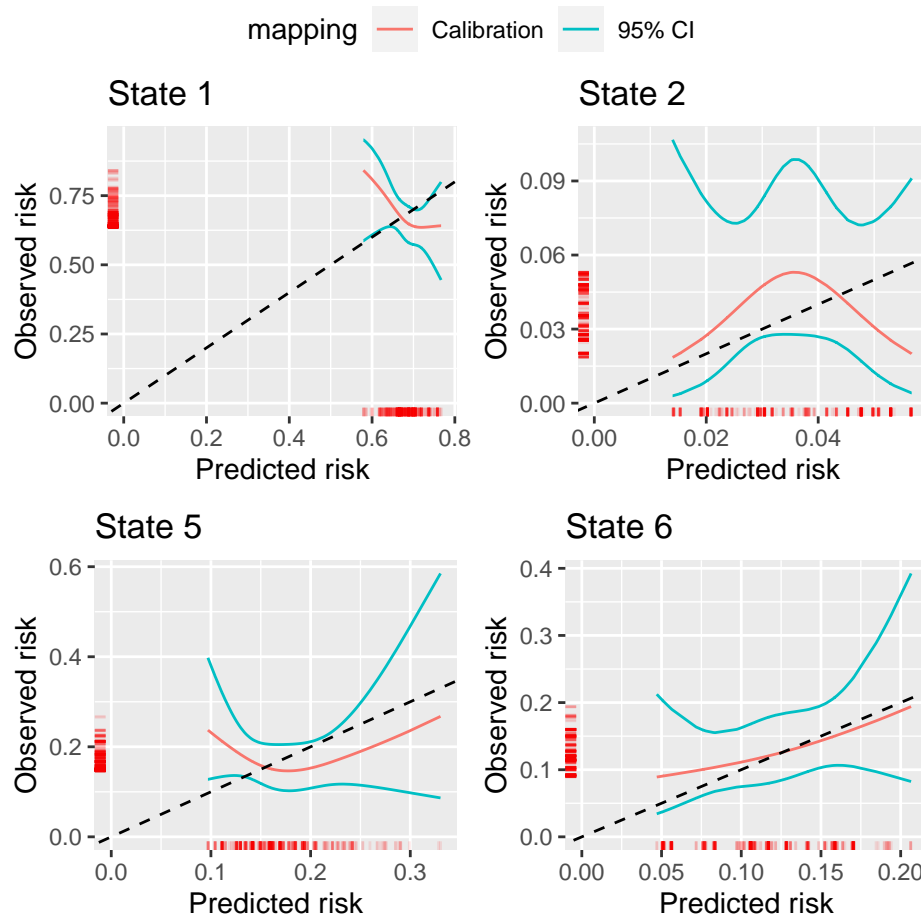 mapping Calibration 95% CI
State 1
Observed risk
0.75
0.50
0.25
0.00
0.0 0.2 0.4 0.6 0.8
Predicted risk
State 2
Observed risk
0.09
0.06
0.03
0.00
0.00 0.02 0.04
Predicted risk
State 5
Observed risk
0.6
0.4
0.2
0.0
0.0 0.1 0.2 0.3
Predicted risk
State 6
Observed risk
0.4
0.3
0.2
0.1
0.0
0.00 0.05 0.10 0.15 0.20
Predicted risk